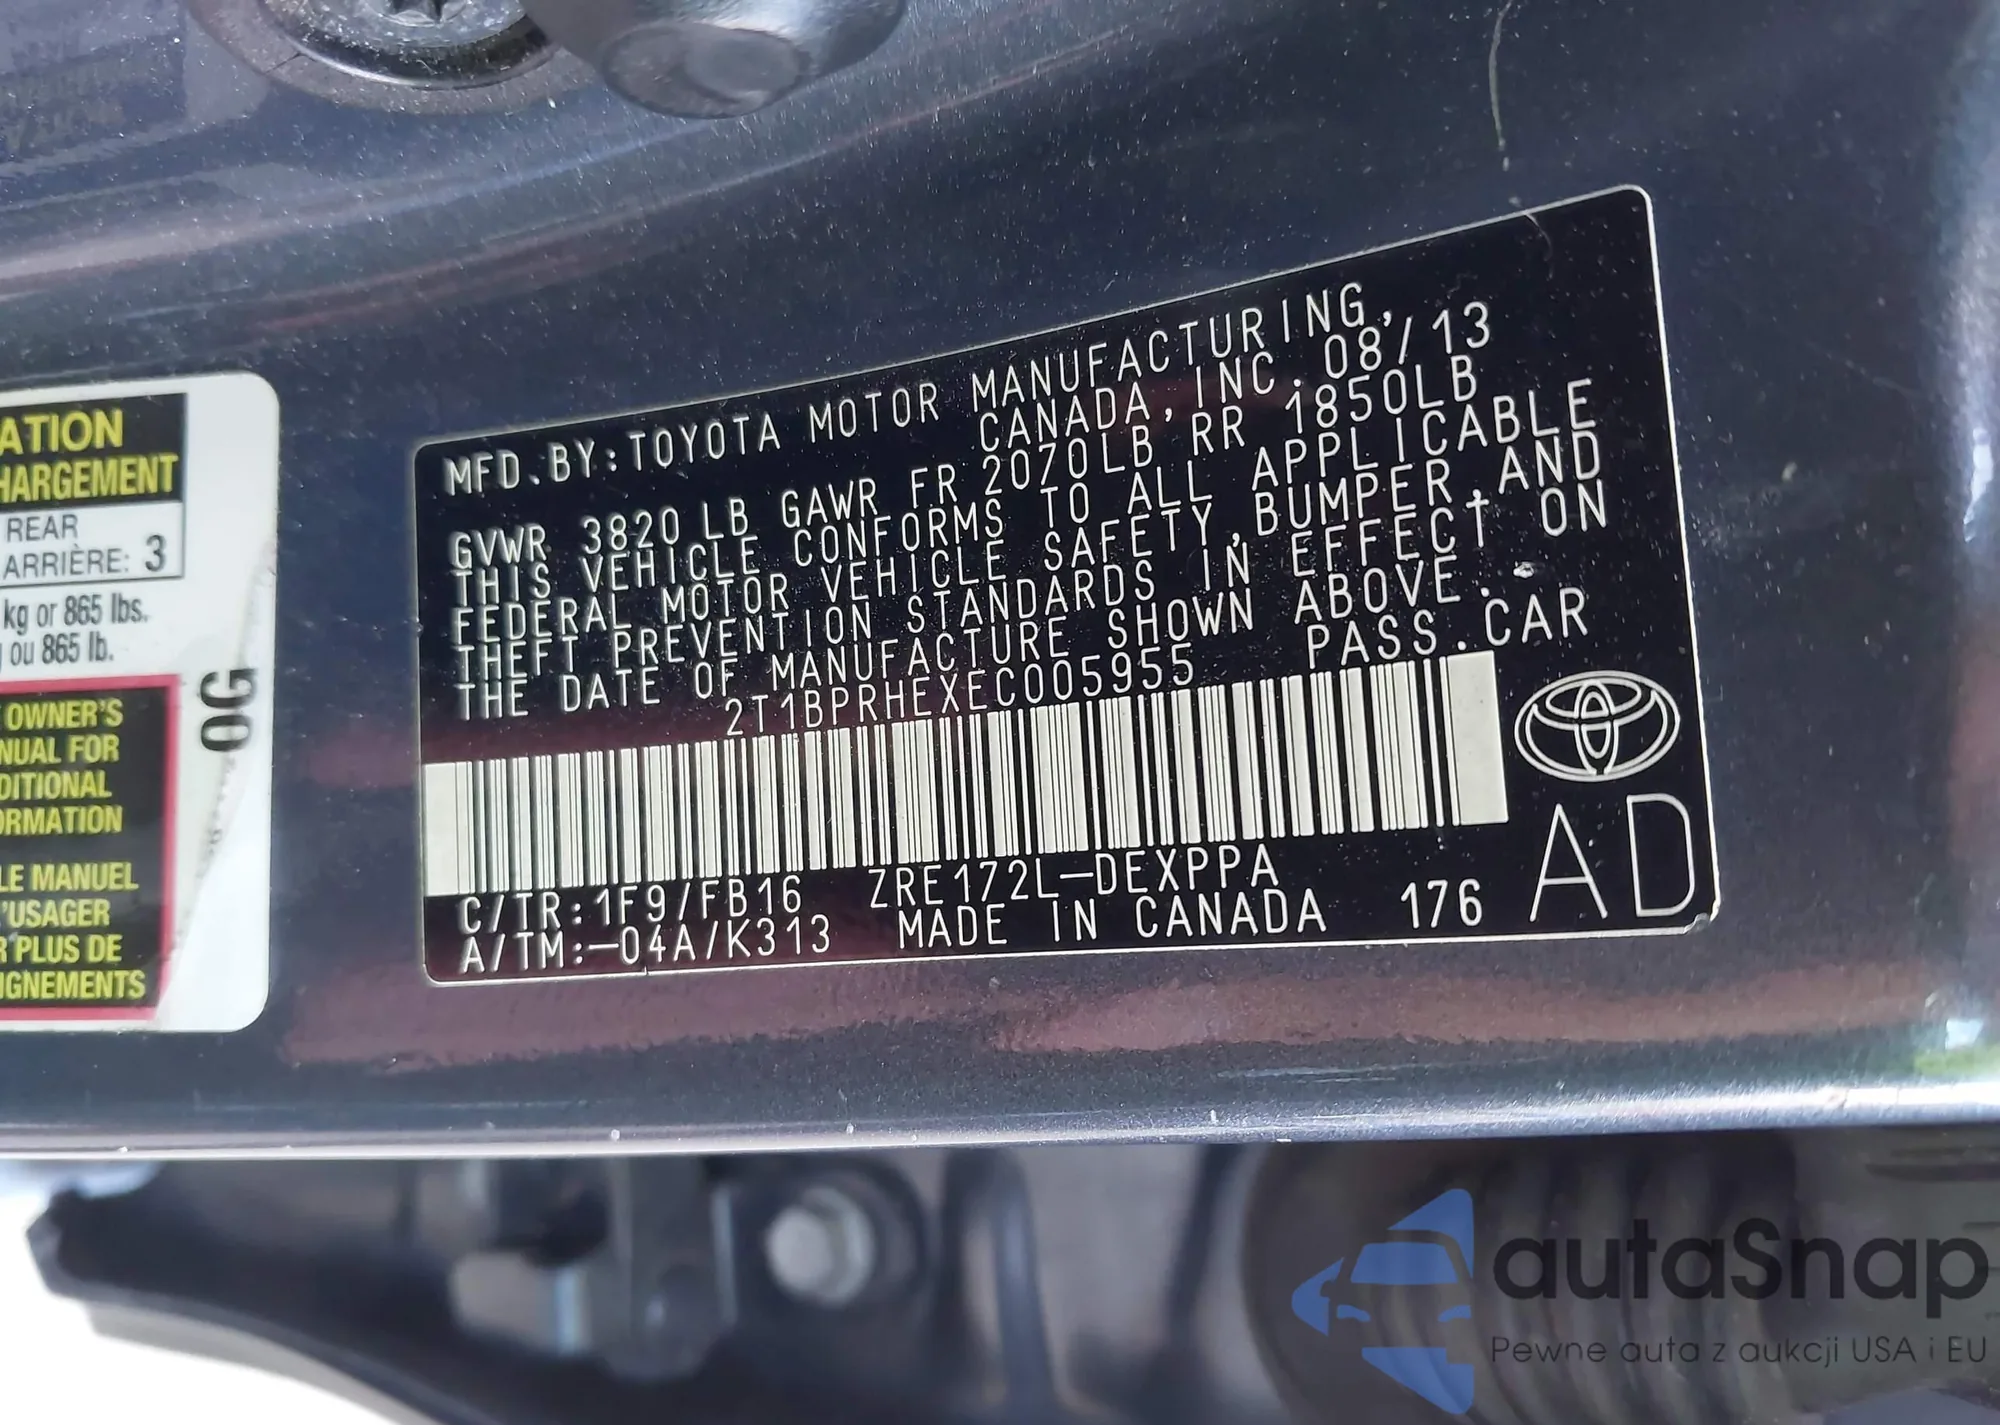 ATION
HARGEMENT
REAR
ARRIÈRE: 3
kg or 865 lbs.
ou 865 lb.
OWNER'S
NUAL FOR
DITIONAL
ORMATION
LE MANUEL
'USAGER
R PLUS DE
IGNEMENTS
0G
MFD.BY:TOYOTA MOTOR MANUFACTURING,
CANADA,INC.08/13
GVWR 3820 LB GAWR FR 2070LB RR 1850LB
THIS VEHICLE CONFORMS TO ALL APPLICABLE
FEDERAL MOTOR VEHICLE SAFETY,BUMPER,AND
THEFT PREVENTION STANDARDS IN EFFECT ON
THE DATE OF MANUFACTURE SHOWN ABOVE.
2T1BPRHEXEC005955 PASS.CAR
C/TR:1F9/FB16 ZRE172L-DEXPPA
A/TM:-04A/K313 MADE IN CANADA 176
AD
autaSnap
Pewne auta z aukcji USA i EU